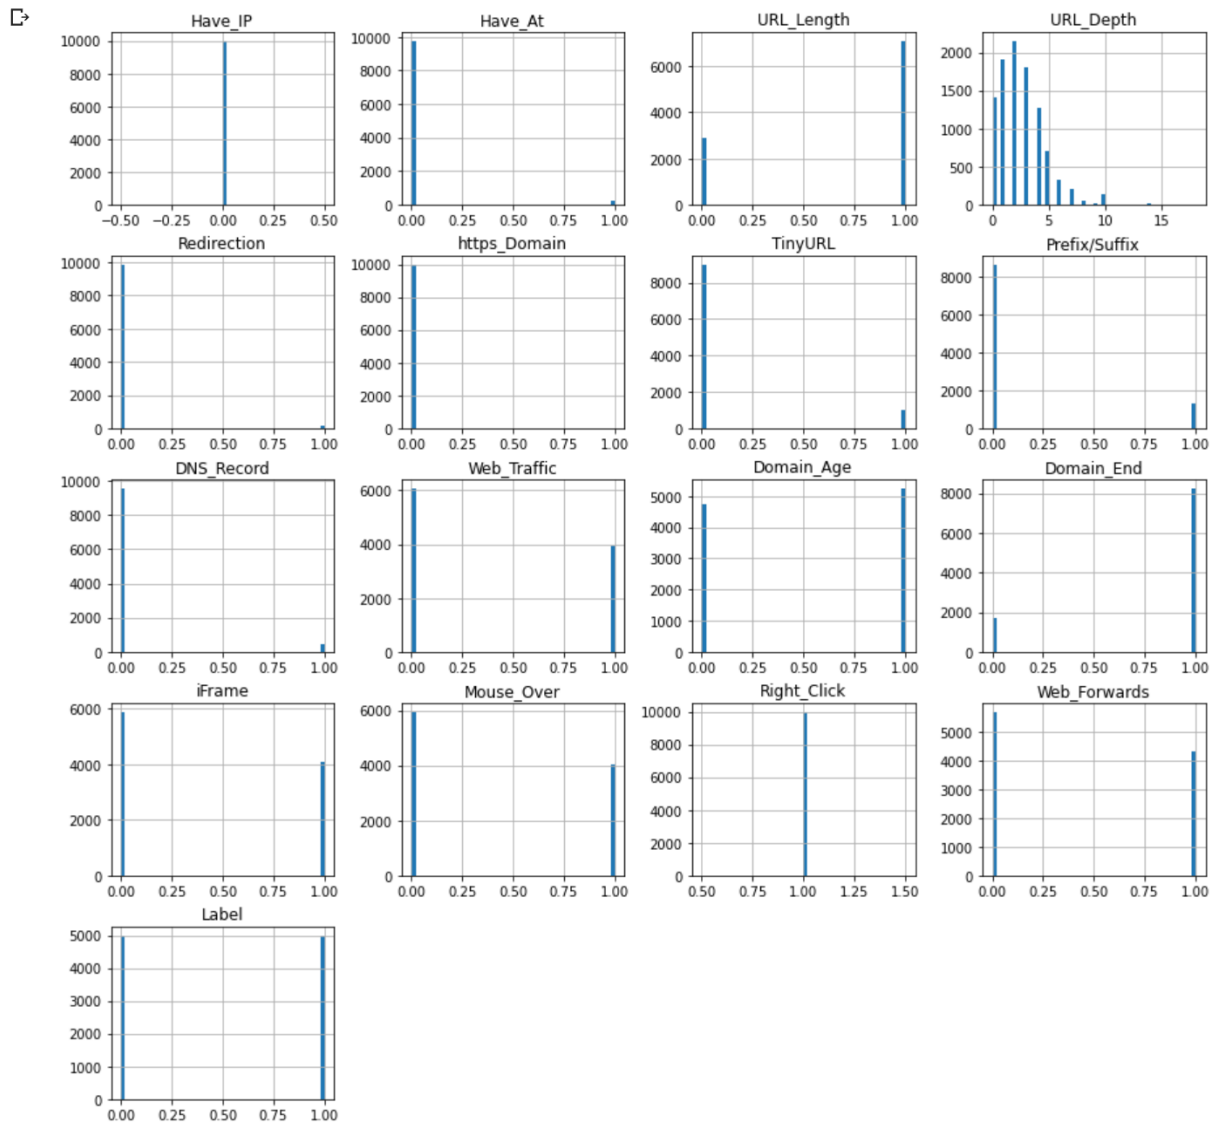 Have_IP Have_At URL_Length URL_Depth
10000 10000 6000 2000
8000 8000 1500
6000 6000 4000
4000 4000 2000 1000
2000 2000 500
0 0 0 0
−0.50 −0.25 0.00 0.25 0.50 0.00 0.25 0.50 0.75 1.00 0.00 0.25 0.50 0.75 1.00 0 5 10 15
Redirection https_Domain TinyURL Prefix/Suffix
10000 10000 8000 8000
8000 8000 6000 6000
6000 6000 4000 4000
4000 4000 2000 2000
2000 2000
0 0 0 0
0.00 0.25 0.50 0.75 1.00 0.00 0.25 0.50 0.75 1.00 0.00 0.25 0.50 0.75 1.00 0.00 0.25 0.50 0.75 1.00
DNS_Record Web_Traffic Domain_Age Domain_End
10000 6000 5000 8000
8000 4000 4000 6000
6000 3000 4000
4000 2000 2000 2000
2000 1000
0 0 0 0
0.00 0.25 0.50 0.75 1.00 0.00 0.25 0.50 0.75 1.00 0.00 0.25 0.50 0.75 1.00 0.00 0.25 0.50 0.75 1.00
iFrame Mouse_Over Right_Click Web_Forwards
6000 6000 10000 5000
4000 4000 8000 4000
6000 3000
2000 2000 4000 2000
2000 1000
0 0 0 0
0.00 0.25 0.50 0.75 1.00 0.00 0.25 0.50 0.75 1.00 0.50 0.75 1.00 1.25 1.50 0.00 0.25 0.50 0.75 1.00
Label
5000
4000
3000
2000
1000
0
0.00 0.25 0.50 0.75 1.00